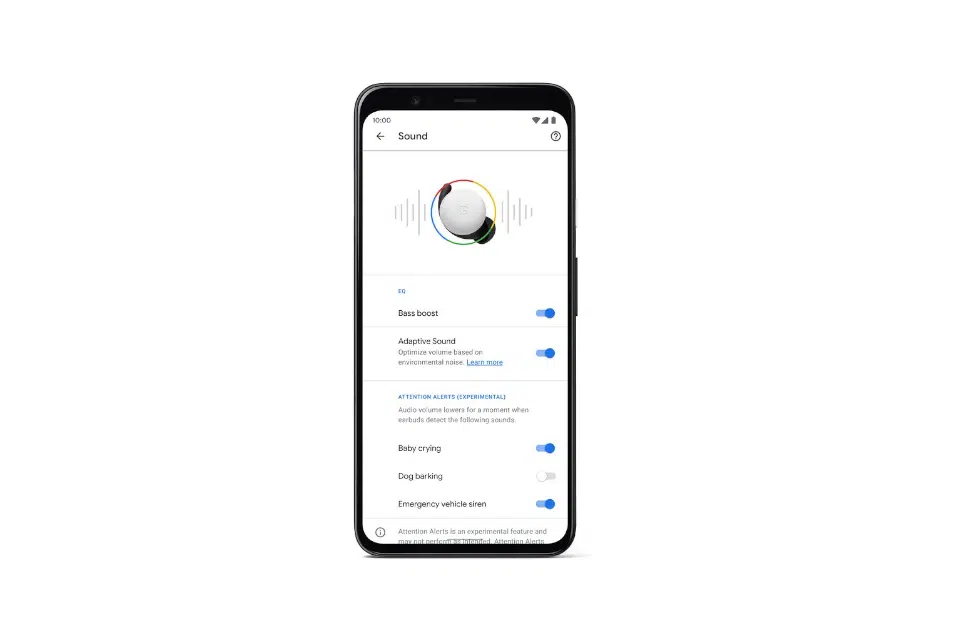 10:00
Sound
EQ
Bass boost
Adaptive Sound
Optimize volume based on
environmental noise. Learn more
ATTENTION ALERTS (EXPERIMENTAL)
Audio volume lowers for a moment when
earbuds detect the following sounds.
Baby crying
Dog barking
Emergency vehicle siren
Attention Alerts is an experimental feature and
may not perform as intended. Attention Alerts